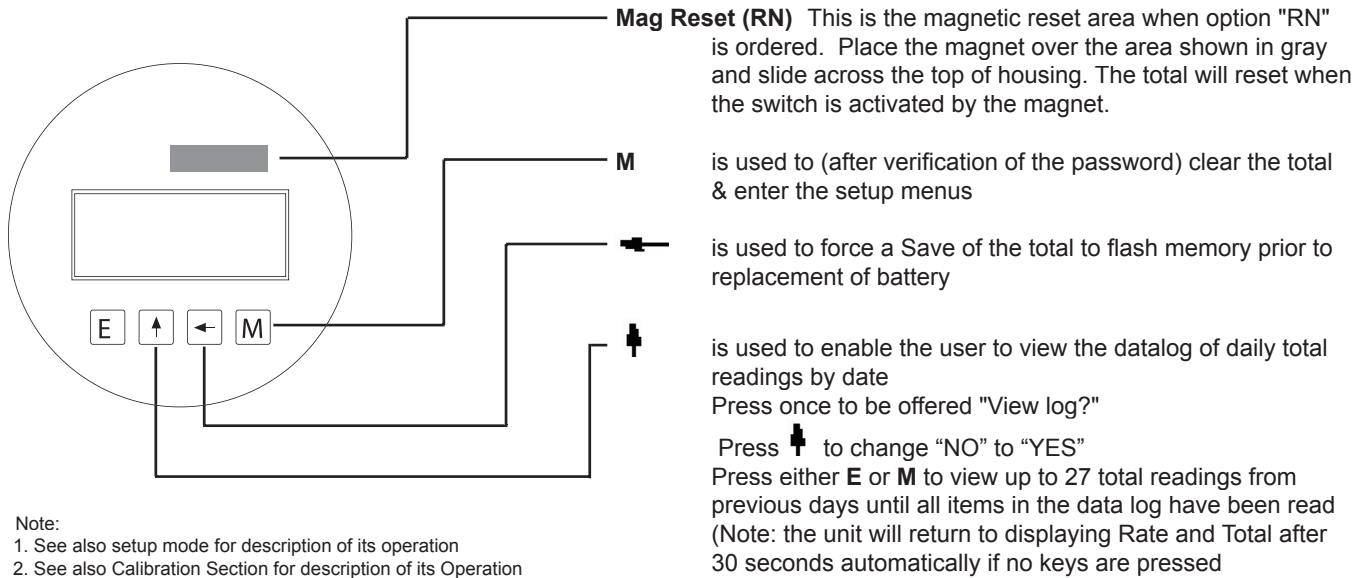 Mag Reset (RN) This is the magnetic reset area when option "RN"
is ordered. Place the magnet over the area shown in gray
and slide across the top of housing. The total will reset when
the switch is activated by the magnet.
M is used to (after verification of the password) clear the total
& enter the setup menus
is used to force a Save of the total to flash memory prior to
replacement of battery
E ↑ ← M
is used to enable the user to view the datalog of daily total
readings by date
Press once to be offered "View log?"
Press to change “NO” to “YES”
Press either E or M to view up to 27 total readings from
previous days until all items in the data log have been read
(Note: the unit will return to displaying Rate and Total after
30 seconds automatically if no keys are pressed
Note:
1. See also setup mode for description of its operation
2. See also Calibration Section for description of its Operation